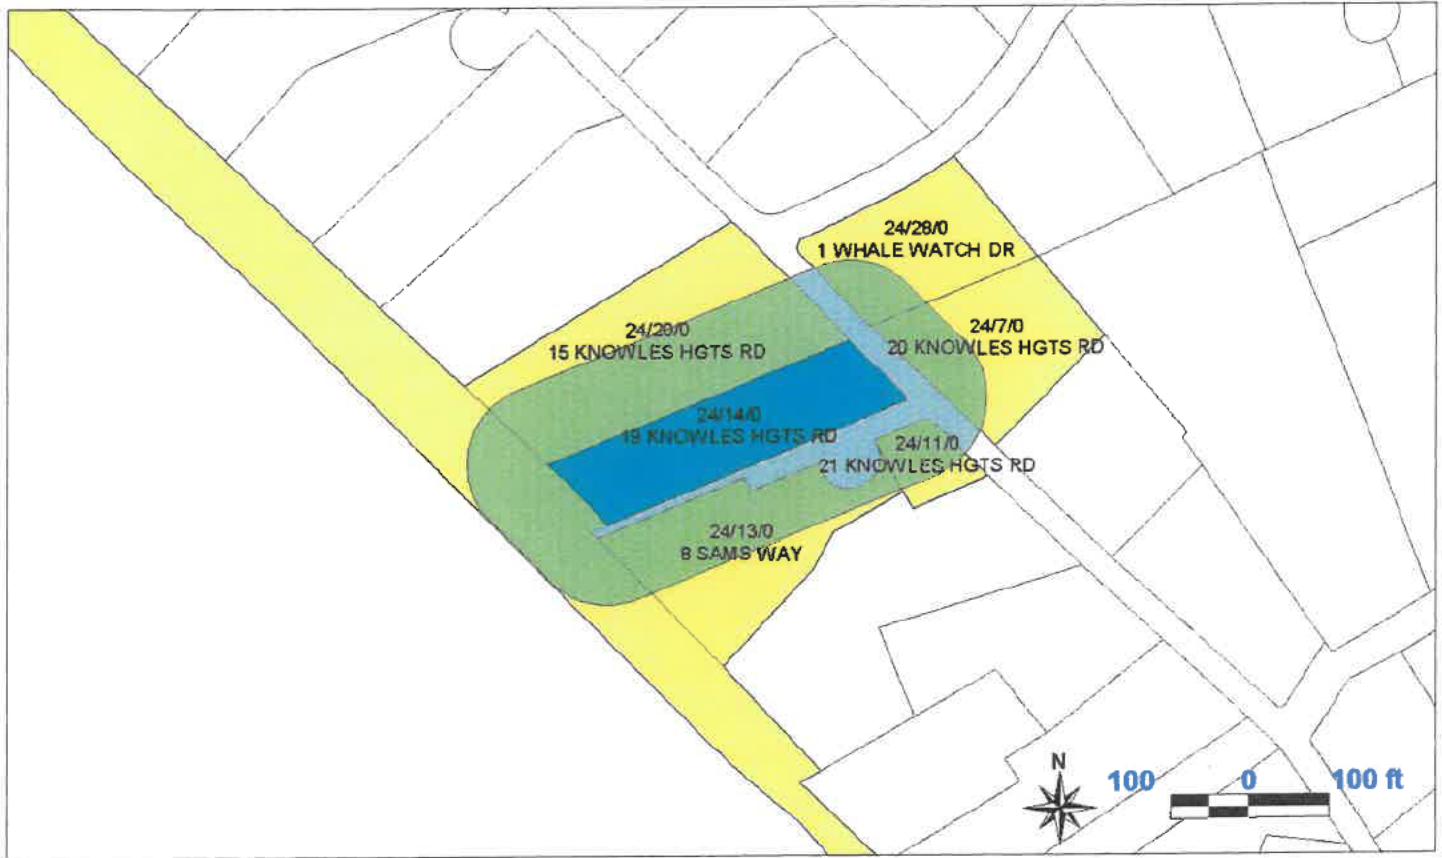 24/28/0
1 WHALE WATCH DR
24/29/0
15 KNOWLES HGTS RD
24/7/0
20 KNOWLES HGTS RD
24/14/0
19 KNOWLES HGTS RD
24/11/0
21 KNOWLES HGTS RD
24/13/0
8 SAMS WAY
N
100 0 100 ft